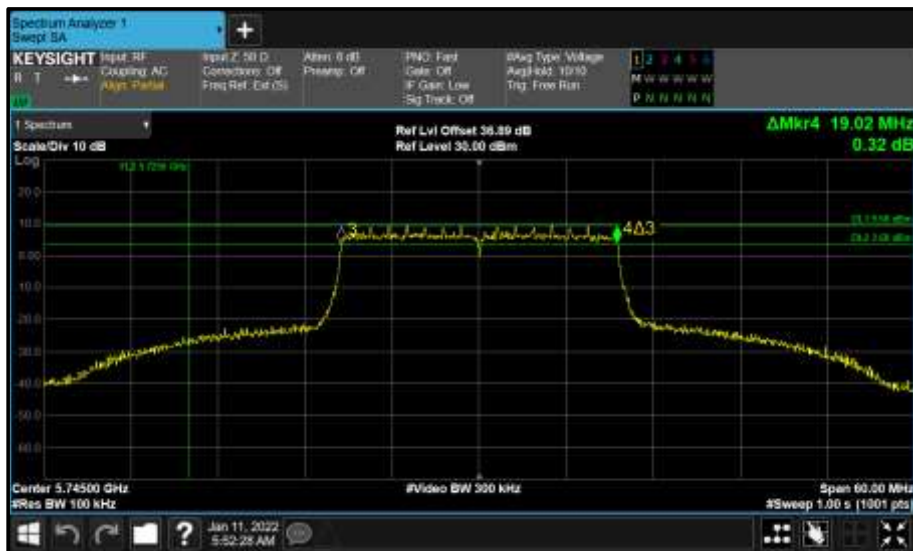 Spectrum Analyzer 1
Swept SA
+
KEYSIGHT
R T
Input: RF
Coupling: AC
Align: Partial
Input Z: 50 Ω
Corrections: Off
Freq Ref: Ext (S)
Atten: 6 dB
Preamp: Off
PNO: Fast
Gate: Off
IF Gain: Low
Sig Track: Off
#Avg Type: Voltage
Avg|Hold: 10/10
Trig: Free Run
1 2 3 4 5 6
M W W W W W
P N N N N N
1 Spectrum
Scale/Div 10 dB
Ref Lvl Offset 36.89 dB
Ref Level 30.00 dBm
ΔMkr4 19.02 MHz
0.32 dB
Log
20.0
10.0
0.00
-10.0
-20.0
-30.0
-40.0
-50.0
-60.0
3
4Δ3
Center 5.74500 GHz
#Res BW 100 kHz
#Video BW 300 kHz
Span 60.00 MHz
#Sweep 1.00 s (1001 pts)
?
Jan 11, 2022
5:52:28 AM